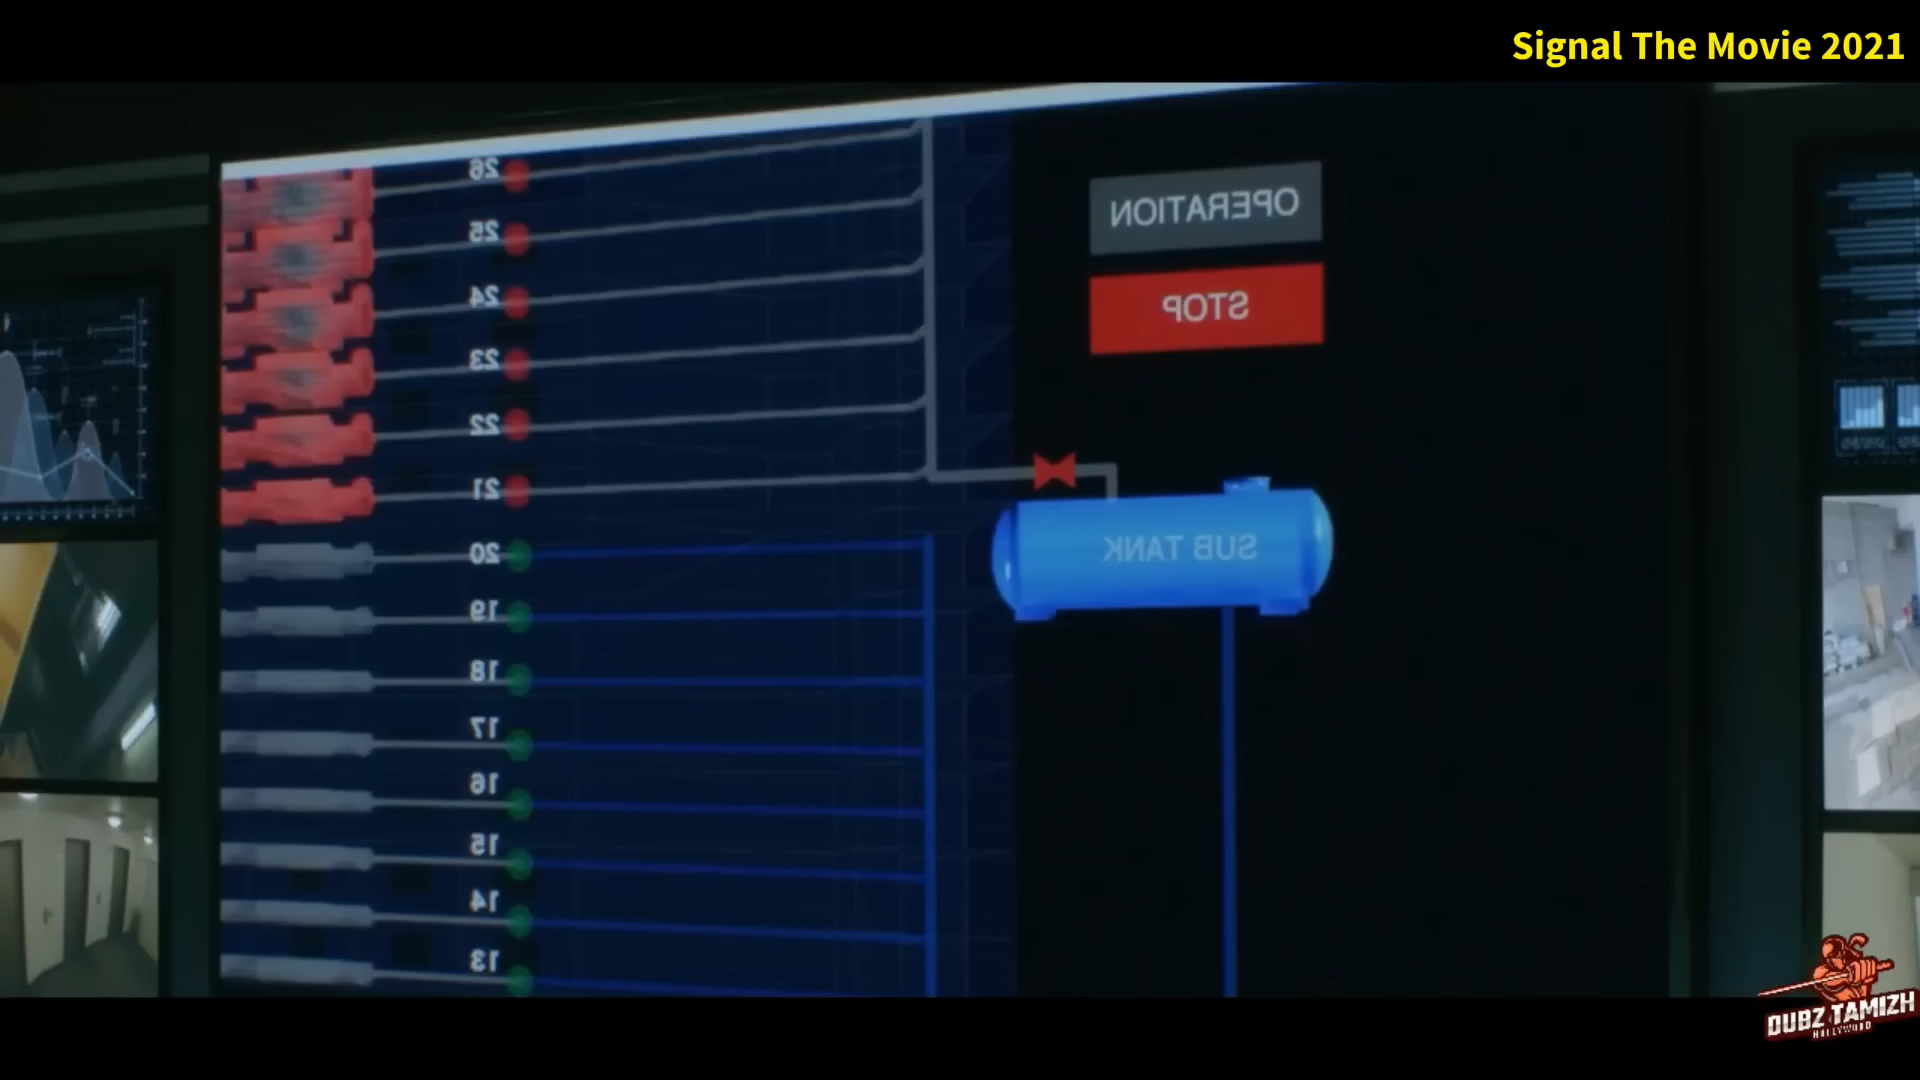 Signal The Movie 2021
26
25
24
23
22
21
20
19
18
17
16
15
14
13
OPERATION
STOP
SUB TANK
DUBZ TAMIZH
HOLLYWOOD